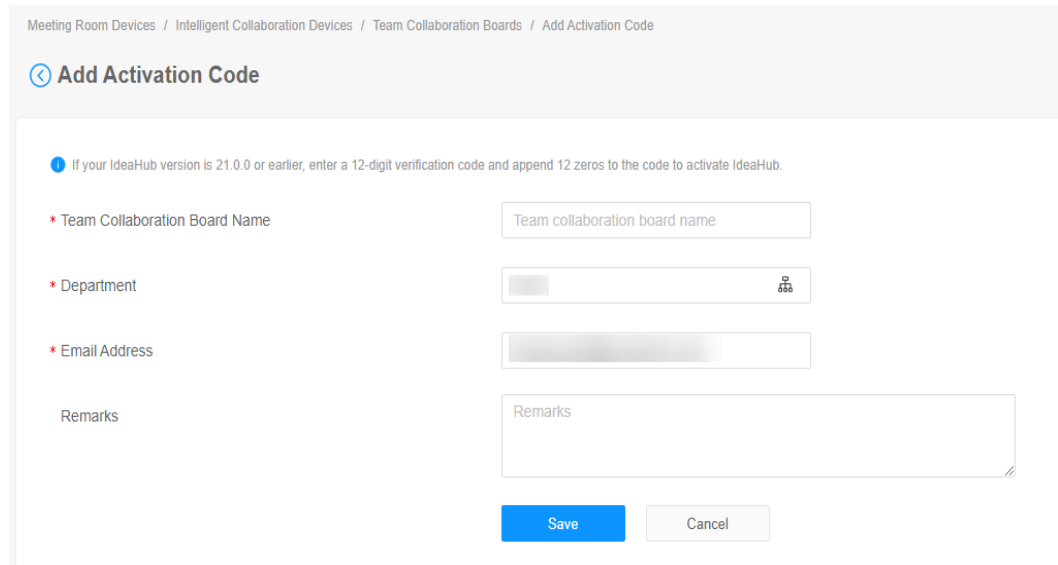 Meeting Room Devices / Intelligent Collaboration Devices / Team Collaboration Boards / Add Activation Code
Add Activation Code
If your IdeaHub version is 21.0.0 or earlier, enter a 12-digit verification code and append 12 zeros to the code to activate IdeaHub.
* Team Collaboration Board Name
Team collaboration board name
* Department
* Email Address
Remarks
Remarks
Save Cancel